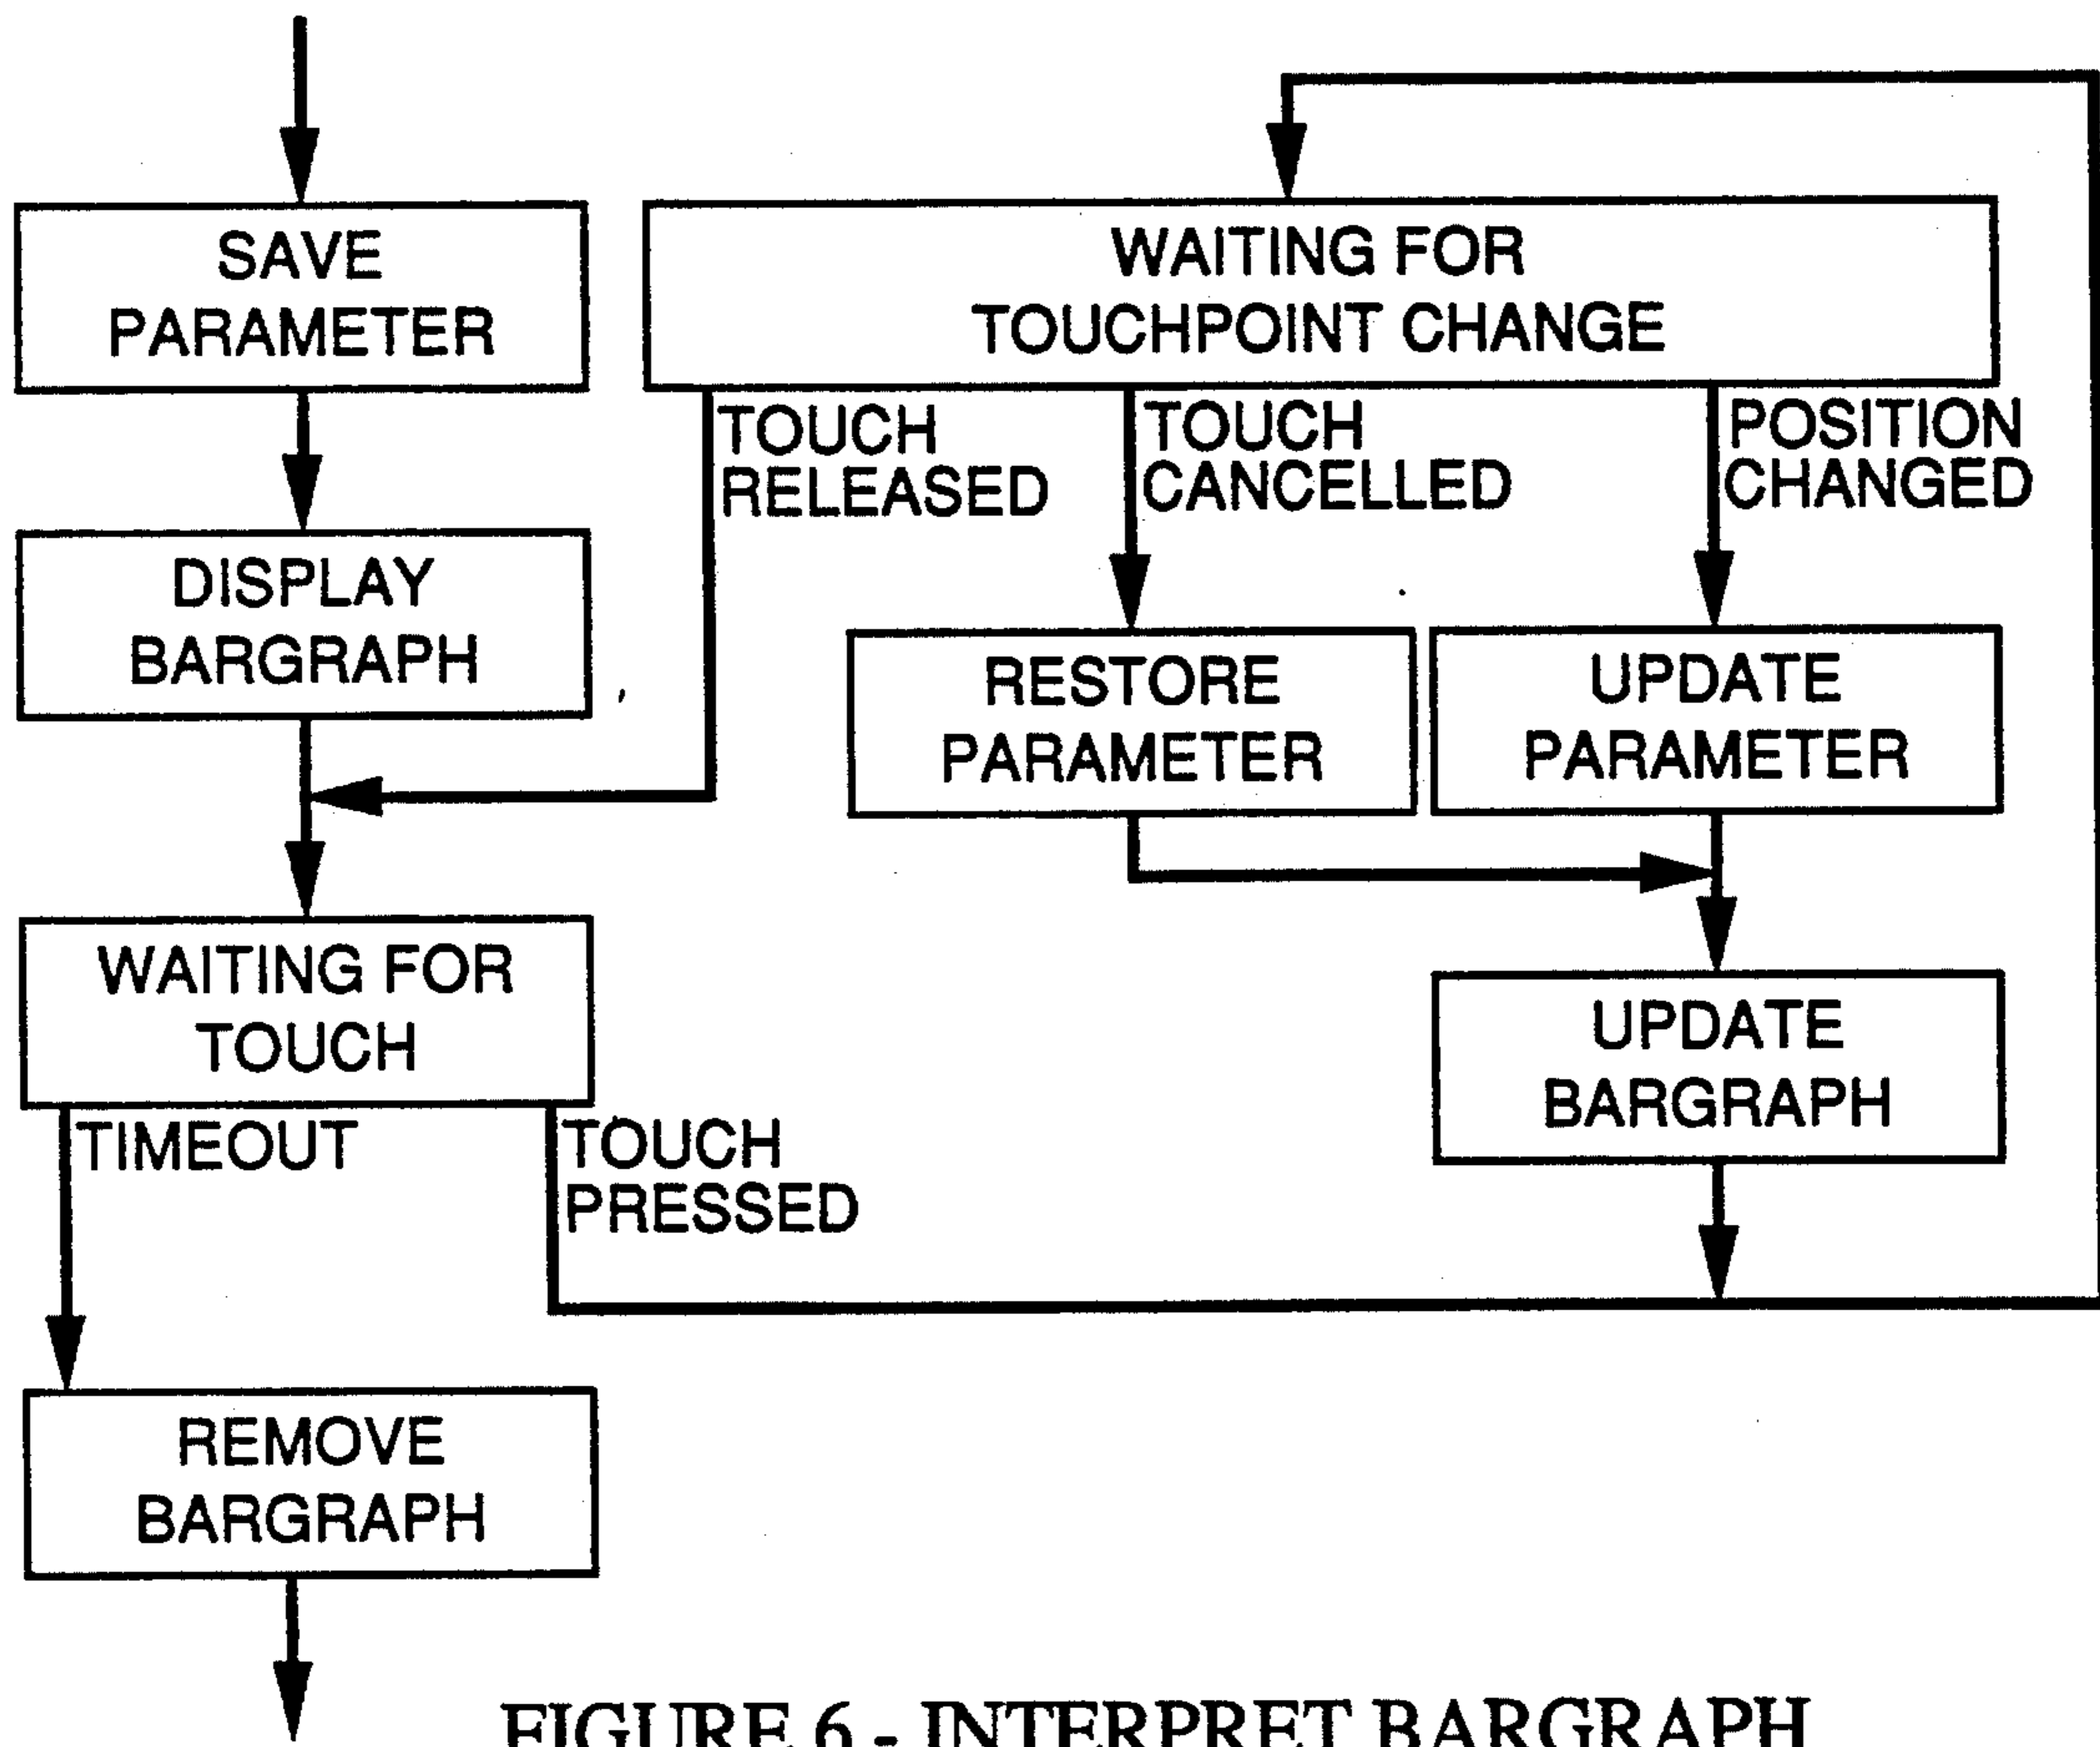 SAVE
PARAMETER
DISPLAY
BARGRAPH
WAITING FOR
TOUCH
TIMEOUT
TOUCH
PRESSED
REMOVE
BARGRAPH
WAITING FOR
TOUCHPOINT CHANGE
TOUCH
RELEASED
TOUCH
CANCELLED
POSITION
CHANGED
RESTORE
PARAMETER
UPDATE
PARAMETER
UPDATE
BARGRAPH
FIGURE 6 - INTERPRET BARGRAPH